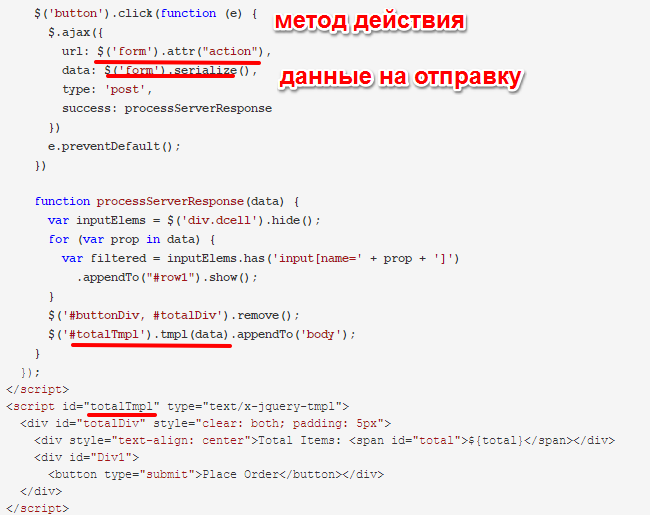 $('button').click(function (e) {
метод действия
$.ajax({
url: $('form').attr("action"),
data: $('form').serialize(),
данные на отправку
type: 'post',
success: processServerResponse
})
e.preventDefault();
})
function processServerResponse(data) {
var inputElems = $('div.dcell').hide();
for (var prop in data) {
var filtered = inputElems.has('input[name=' + prop + ']')
.appendTo("#row1").show();
}
$('#buttonDiv, #totalDiv').remove();
$('#totalTmpl').tmpl(data).appendTo('body');
}
});
</script>
<script id="totalTmpl" type="text/x-jquery-tmpl">
<div id="totalDiv" style="clear: both; padding: 5px">
<div style="text-align: center">Total Items: <span id="total">${total}</span></div>
<div id="Div1">
<button type="submit">Place Order</button></div>
</div>
</script>